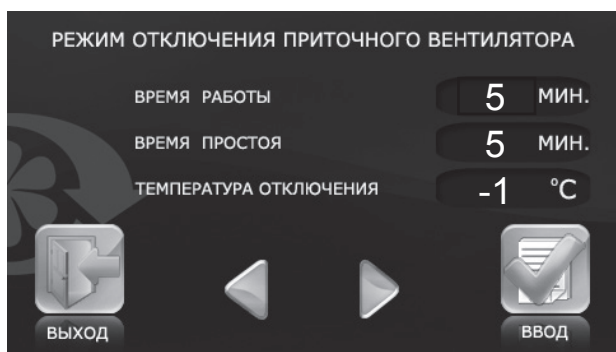 РЕЖИМ ОТКЛЮЧЕНИЯ ПРИТОЧНОГО ВЕНТИЛЯТОРА
ВРЕМЯ РАБОТЫ 5 МИН.
ВРЕМЯ ПРОСТОЯ 5 МИН.
ТЕМПЕРАТУРА ОТКЛЮЧЕНИЯ -1 °C
ВЫХОД ВВОД